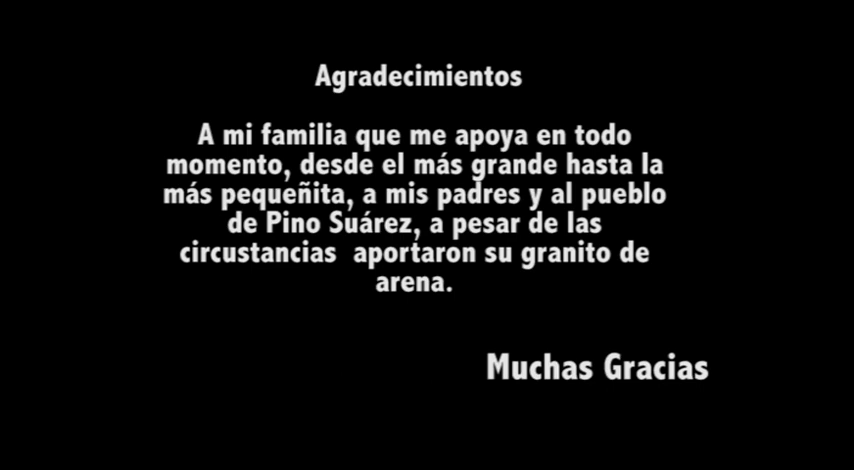 Agradecimientos
A mi familia que me apoya en todo
momento, desde el más grande hasta la
más pequeñita, a mis padres y al pueblo
de Pino Suárez, a pesar de las
circustancias aportaron su granito de
arena.
Muchas Gracias